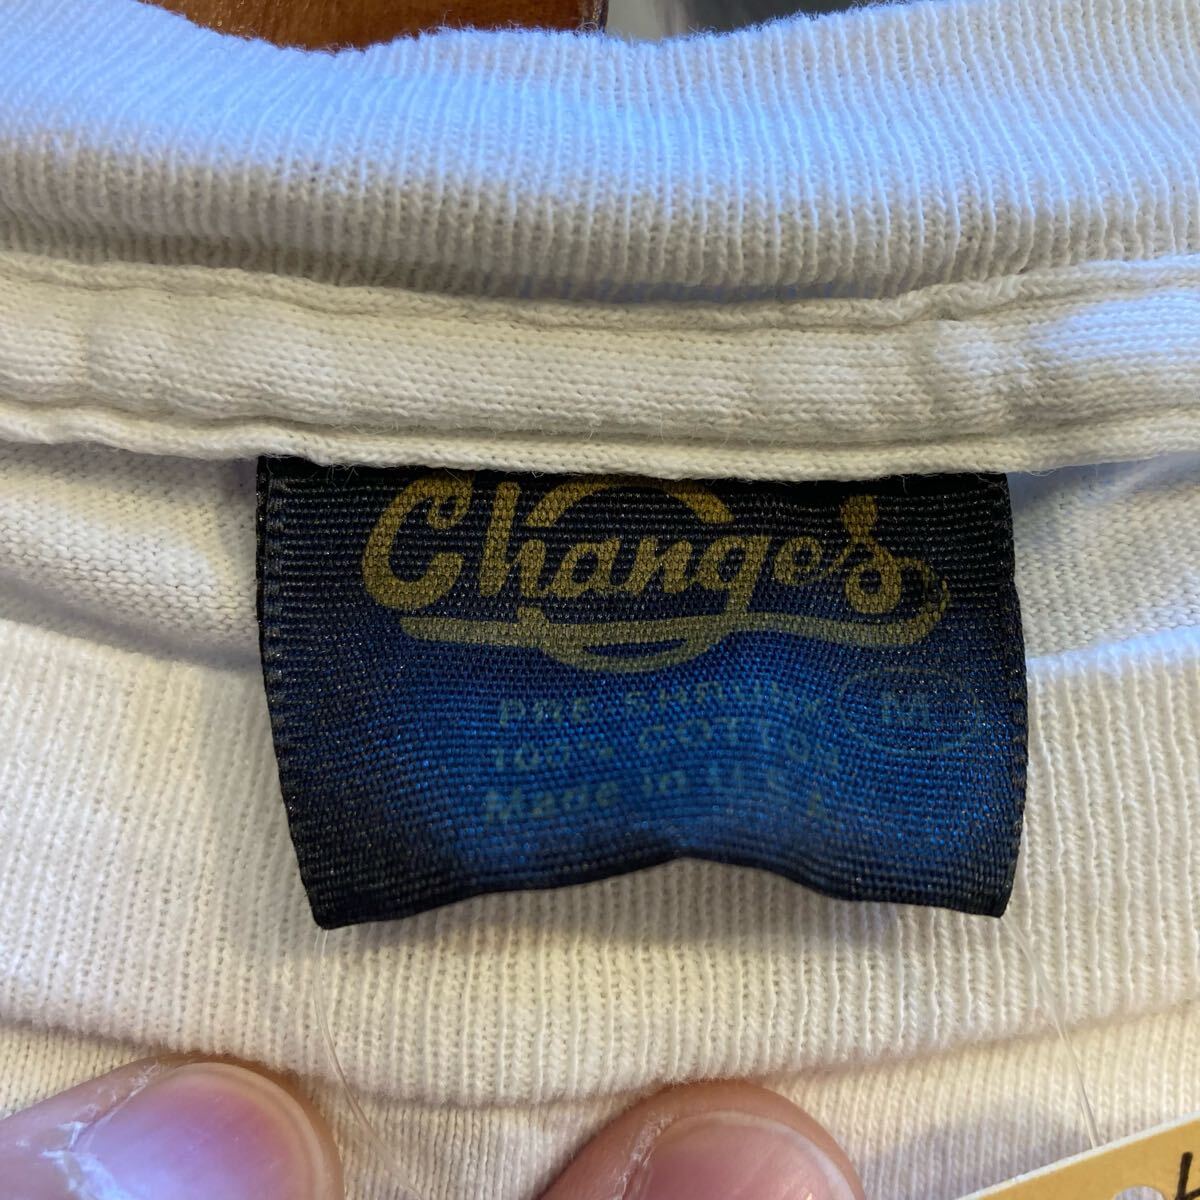 Changes
PRE SHRUNK
100% COTTON
Made in U.S.A.
M